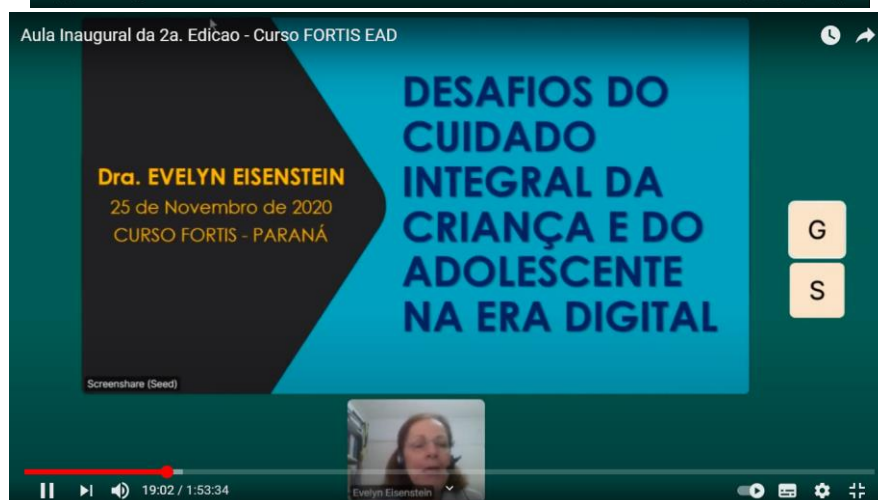 Aula Inaugural da 2a. Edicao - Curso FORTIS EAD
Dra. EVELYN EISENSTEIN
25 de Novembro de 2020
CURSO FORTIS - PARANÁ
DESAFIOS DO
CUIDADO
INTEGRAL DA
CRIANÇA E DO
ADOLESCENTE
NA ERA DIGITAL
G
S
Screenshare (Seed)
Evelyn Eisenstein
19:02 / 1:53:34